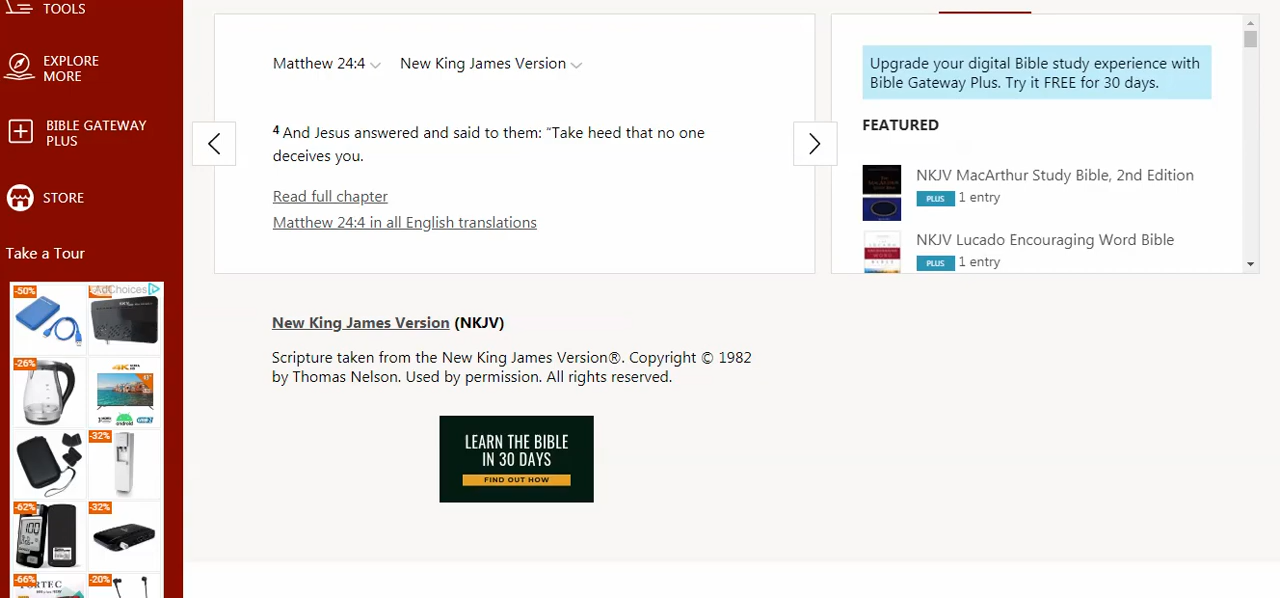 TOOLS
EXPLORE
MORE
BIBLE GATEWAY
PLUS
STORE
Take a Tour
AdChoices
-50%
-26%
-32%
-62%
-32%
-66%
-20%
4K
android
100
Matthew 24:4
New King James Version
4 And Jesus answered and said to them: “Take heed that no one
deceives you.
Read full chapter
Matthew 24:4 in all English translations
New King James Version (NKJV)
Scripture taken from the New King James Version®. Copyright © 1982
by Thomas Nelson. Used by permission. All rights reserved.
LEARN THE BIBLE
IN 30 DAYS
FIND OUT HOW
Upgrade your digital Bible study experience with
Bible Gateway Plus. Try it FREE for 30 days.
FEATURED
NKJV MacArthur Study Bible, 2nd Edition
PLUS 1 entry
NKJV Lucado Encouraging Word Bible
PLUS 1 entry